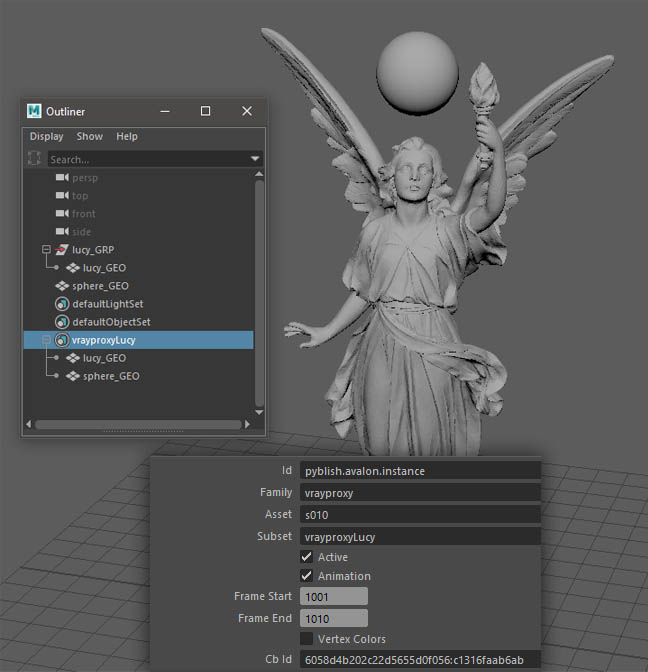 M Outliner
Display Show Help
Search...
persp
top
front
side
lucy_GRP
lucy_GEO
sphere_GEO
defaultLightSet
defaultObjectSet
vrayproxyLucy
lucy_GEO
sphere_GEO
Id pyblish.avalon.instance
Family vrayproxy
Asset s010
Subset vrayproxyLucy
Active
Animation
Frame Start 1001
Frame End 1010
Vertex Colors
Cb Id 6058d4b202c22d5655d0f056:c1316faab6ab